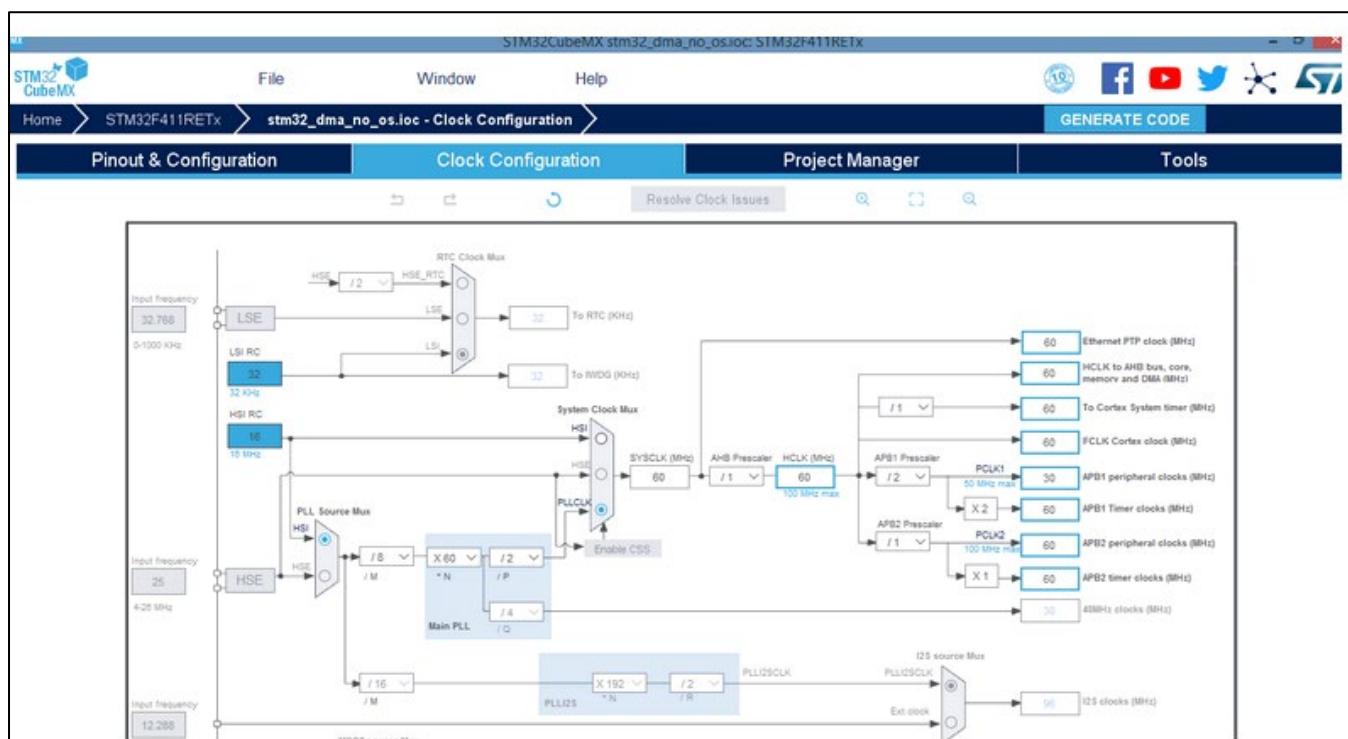 MX
STM32CubeMX stm32_dma_no_os.ioc: STM32F411RETx
STM32
CubeMX
File
Window
Help
10
ST
Home
STM32F411RETx
stm32_dma_no_os.ioc - Clock Configuration
GENERATE CODE
Pinout & Configuration
Clock Configuration
Project Manager
Tools
Resolve Clock Issues
RTC Clock Mux
HSE
/ 2
HSE_RTC
Input frequency
32.768
0-1000 KHz
LSE
LSE
32
To RTC (KHz)
LSI RC
32
32 KHz
LSI
32
To IWDG (KHz)
HSI RC
16
16 MHz
System Clock Mux
HSI
HSE
PLLCLK
Enable CSS
SYSCLK (MHz)
60
AHB Prescaler
/ 1
HCLK (MHz)
60
100 MHz max
60
Ethernet PTP clock (MHz)
60
HCLK to AHB bus, core,
memory and DMA (MHz)
/ 1
60
To Cortex System timer (MHz)
60
FCLK Cortex clock (MHz)
APB1 Prescaler
/ 2
PCLK1
50 MHz max
30
APB1 peripheral clocks (MHz)
X 2
60
APB1 Timer clocks (MHz)
APB2 Prescaler
/ 1
PCLK2
100 MHz max
60
APB2 peripheral clocks (MHz)
X 1
60
APB2 timer clocks (MHz)
30
48MHz clocks (MHz)
PLL Source Mux
HSI
HSE
Input frequency
25
4-26 MHz
HSE
/ 8
/ M
X 60
* N
/ 2
/ P
/ 4
/ Q
Main PLL
/ 16
/ M
PLLI2S
X 192
* N
/ 2
/ R
PLLI2SCLK
I2S source Mux
PLLI2SCLK
Ext clock
96
I2S clocks (MHz)
Input frequency
12.288